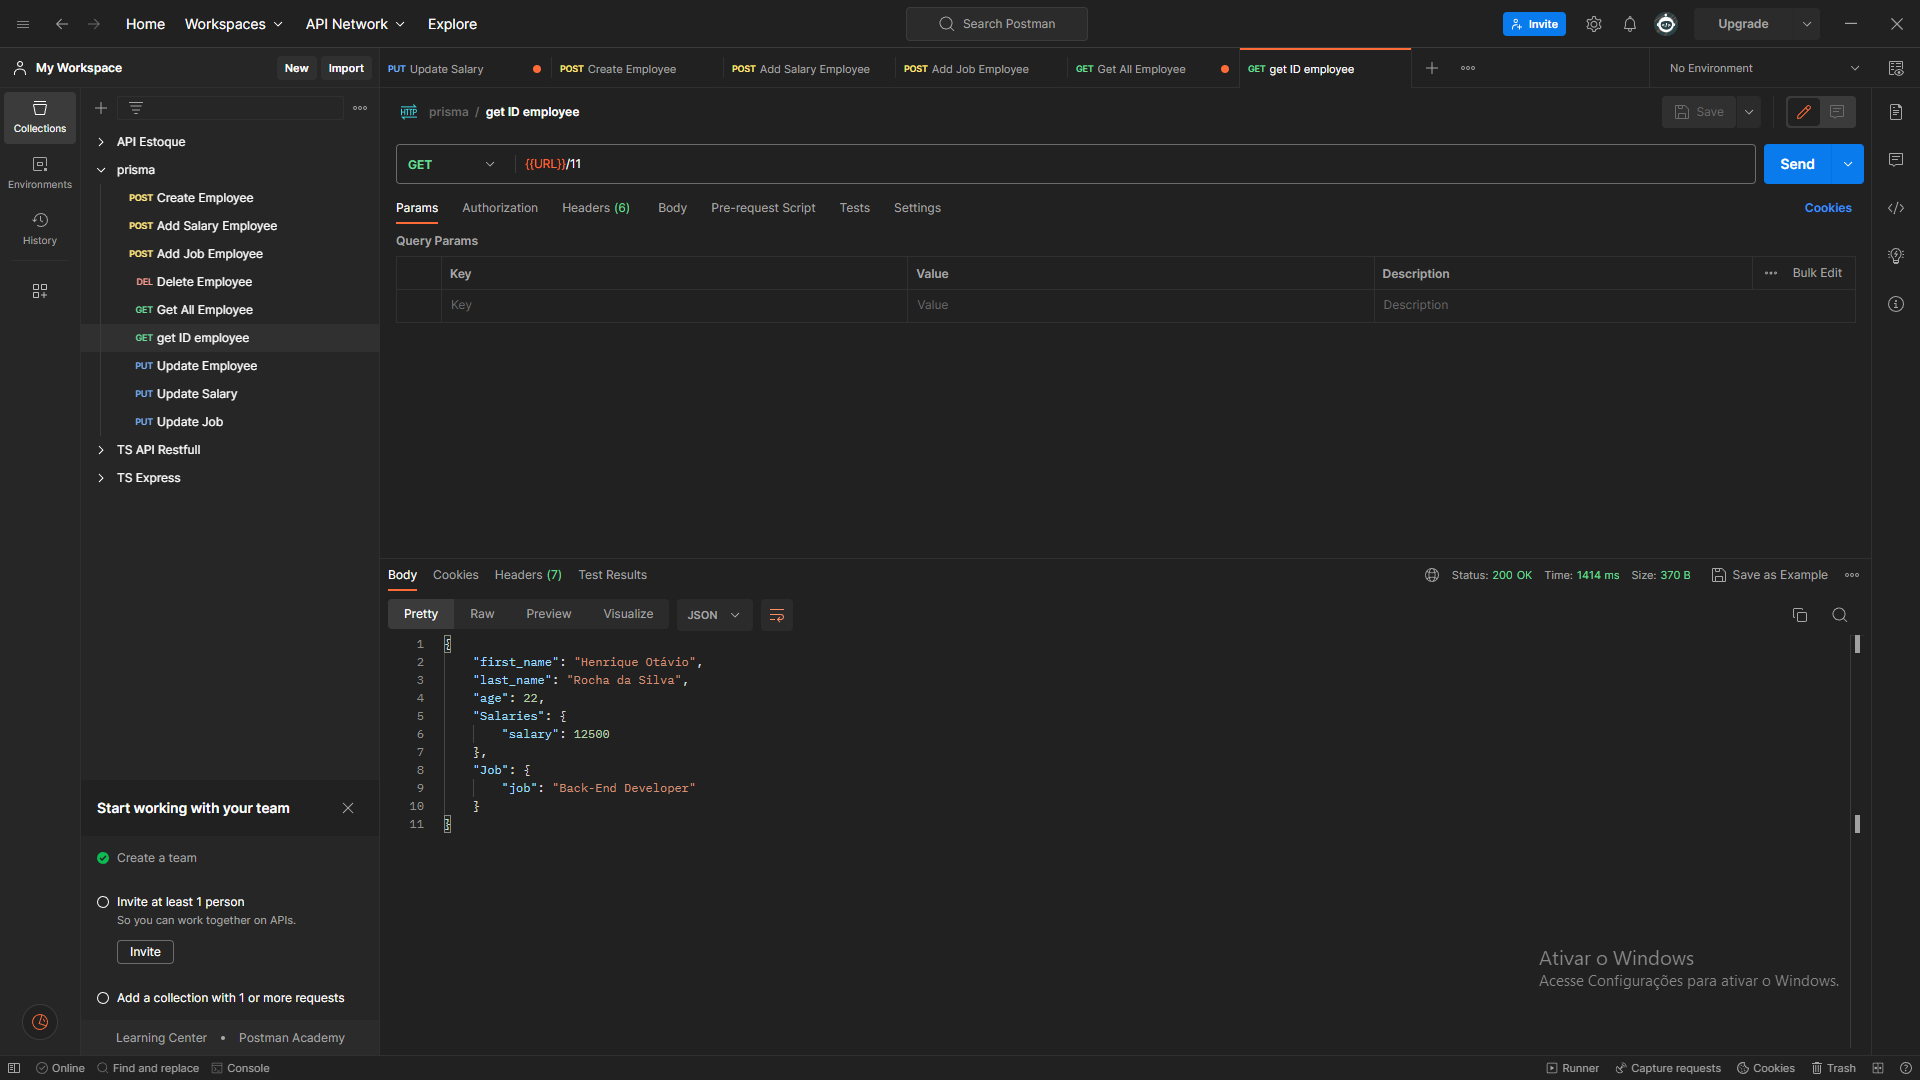 Home
Workspaces
API Network
Explore
Search Postman
Invite
Upgrade
My Workspace
New
Import
PUT Update Salary
POST Create Employee
POST Add Salary Employee
POST Add Job Employee
GET Get All Employee
GET get ID employee
No Environment
Collections
Environments
History
API Estoque
prisma
POST Create Employee
POST Add Salary Employee
POST Add Job Employee
DEL Delete Employee
GET Get All Employee
GET get ID employee
PUT Update Employee
PUT Update Salary
PUT Update Job
TS API Restfull
TS Express
HTTP prisma / get ID employee
Save
GET
{{URL}}/11
Send
Params
Authorization
Headers (6)
Body
Pre-request Script
Tests
Settings
Cookies
Query Params
Key
Value
Description
Bulk Edit
Key
Value
Description
Body
Cookies
Headers (7)
Test Results
Status: 200 OK
Time: 1414 ms
Size: 370 B
Save as Example
Pretty
Raw
Preview
Visualize
JSON
1 {
2 "first_name": "Henrique Otávio",
3 "last_name": "Rocha da Silva",
4 "age": 22,
5 "Salaries": {
6 "salary": 12500
7 },
8 "Job": {
9 "job": "Back-End Developer"
10 }
11 }
Start working with your team
Create a team
Invite at least 1 person
So you can work together on APIs.
Invite
Add a collection with 1 or more requests
Learning Center • Postman Academy
Ativar o Windows
Acesse Configurações para ativar o Windows.
Online
Find and replace
Console
Runner
Capture requests
Cookies
Trash